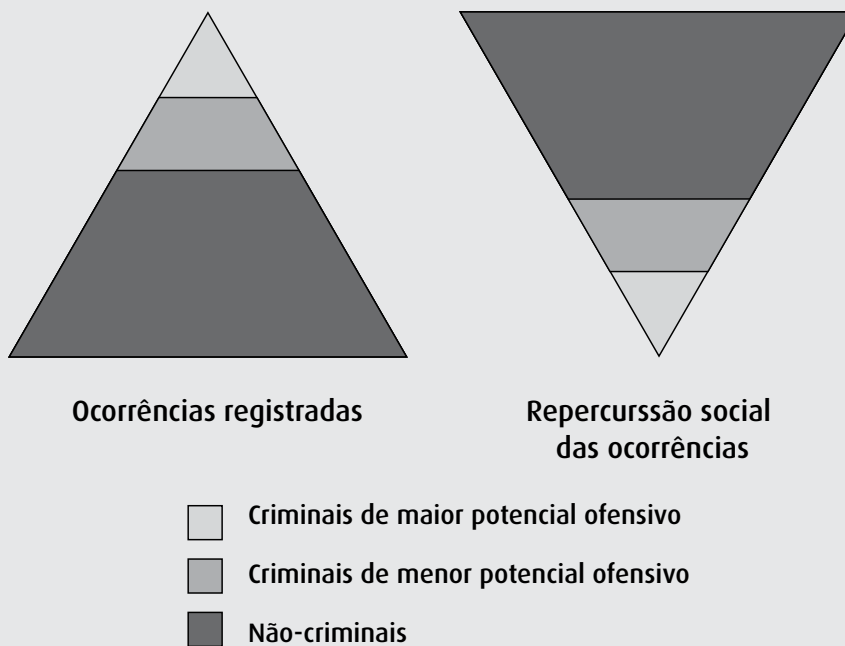 Ocorrências registradas
Repercurssão social
das ocorrências
Criminais de maior potencial ofensivo
Criminais de menor potencial ofensivo
Não-criminais